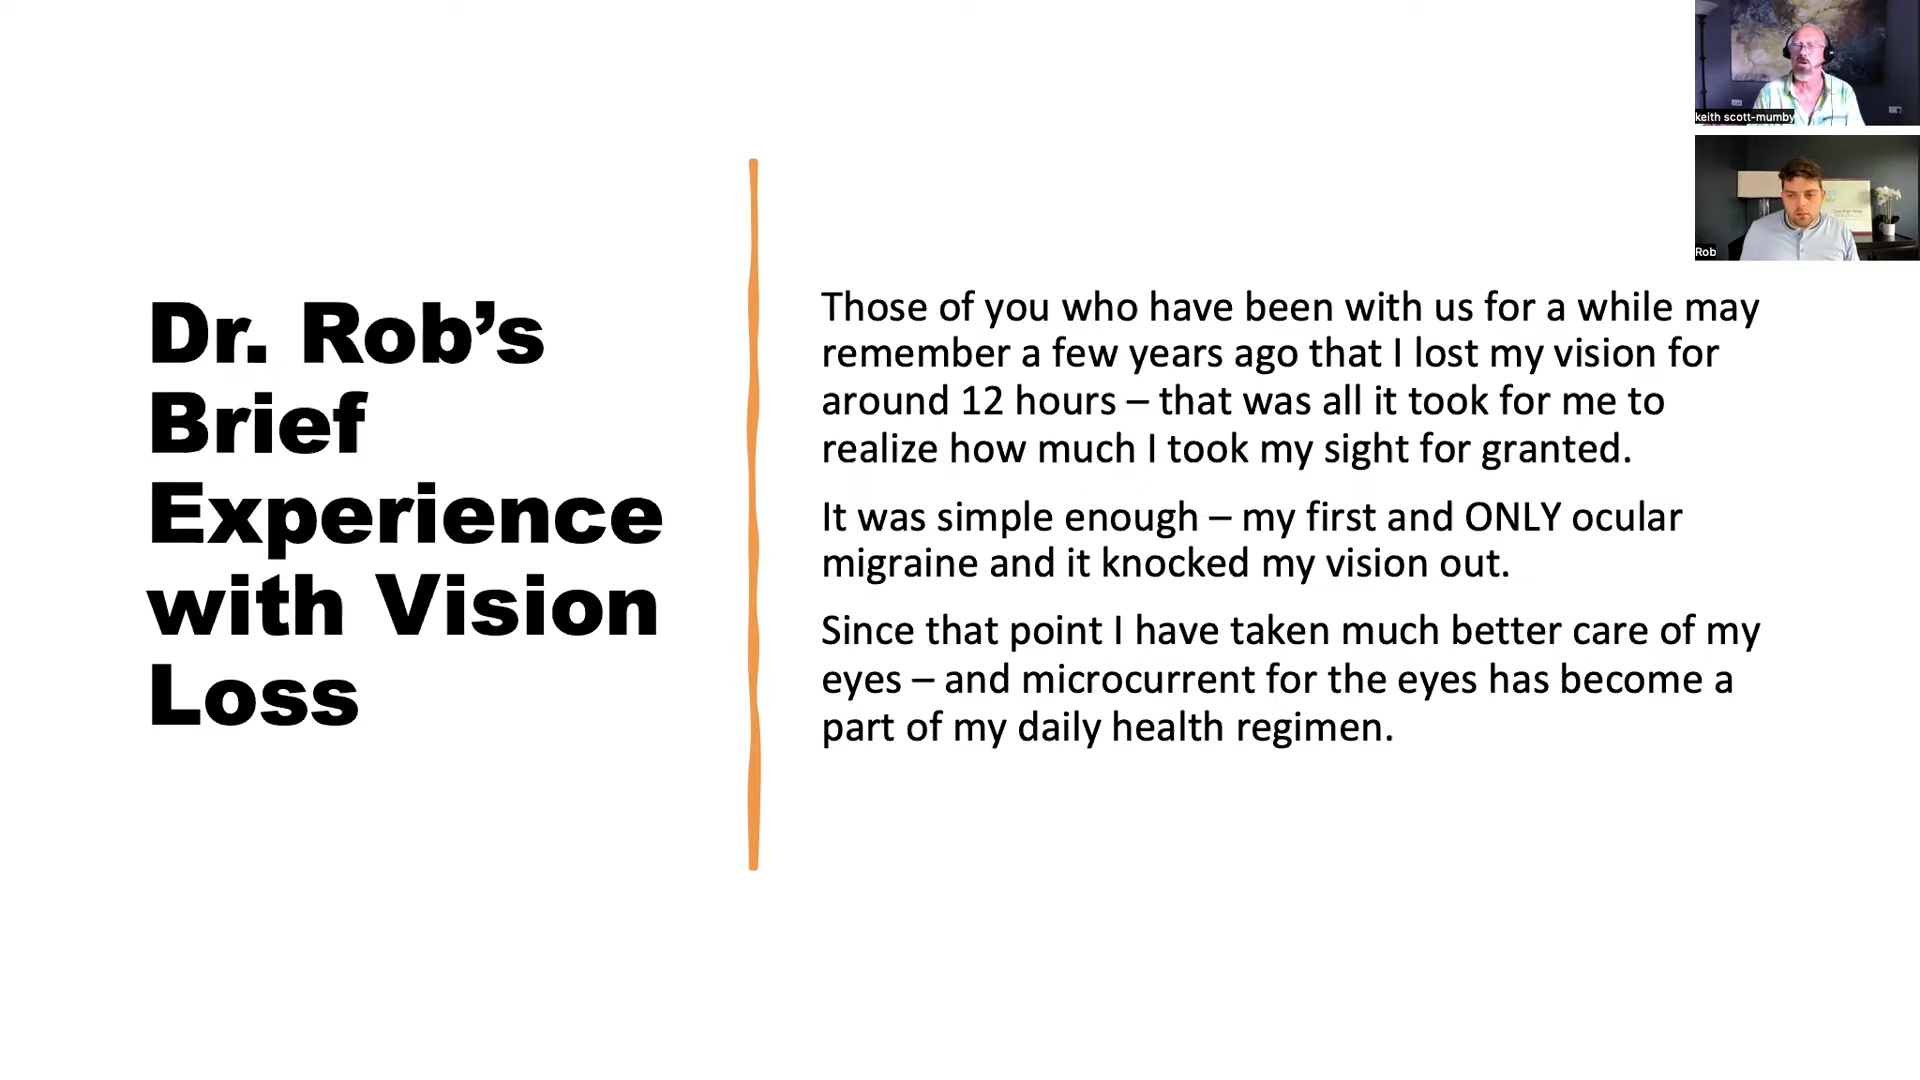 Dr. Rob’s
Brief
Experience
with Vision
Loss
Those of you who have been with us for a while may
remember a few years ago that I lost my vision for
around 12 hours – that was all it took for me to
realize how much I took my sight for granted.
It was simple enough – my first and ONLY ocular
migraine and it knocked my vision out.
Since that point I have taken much better care of my
eyes – and microcurrent for the eyes has become a
part of my daily health regimen.
keith scott-mumby
Rob